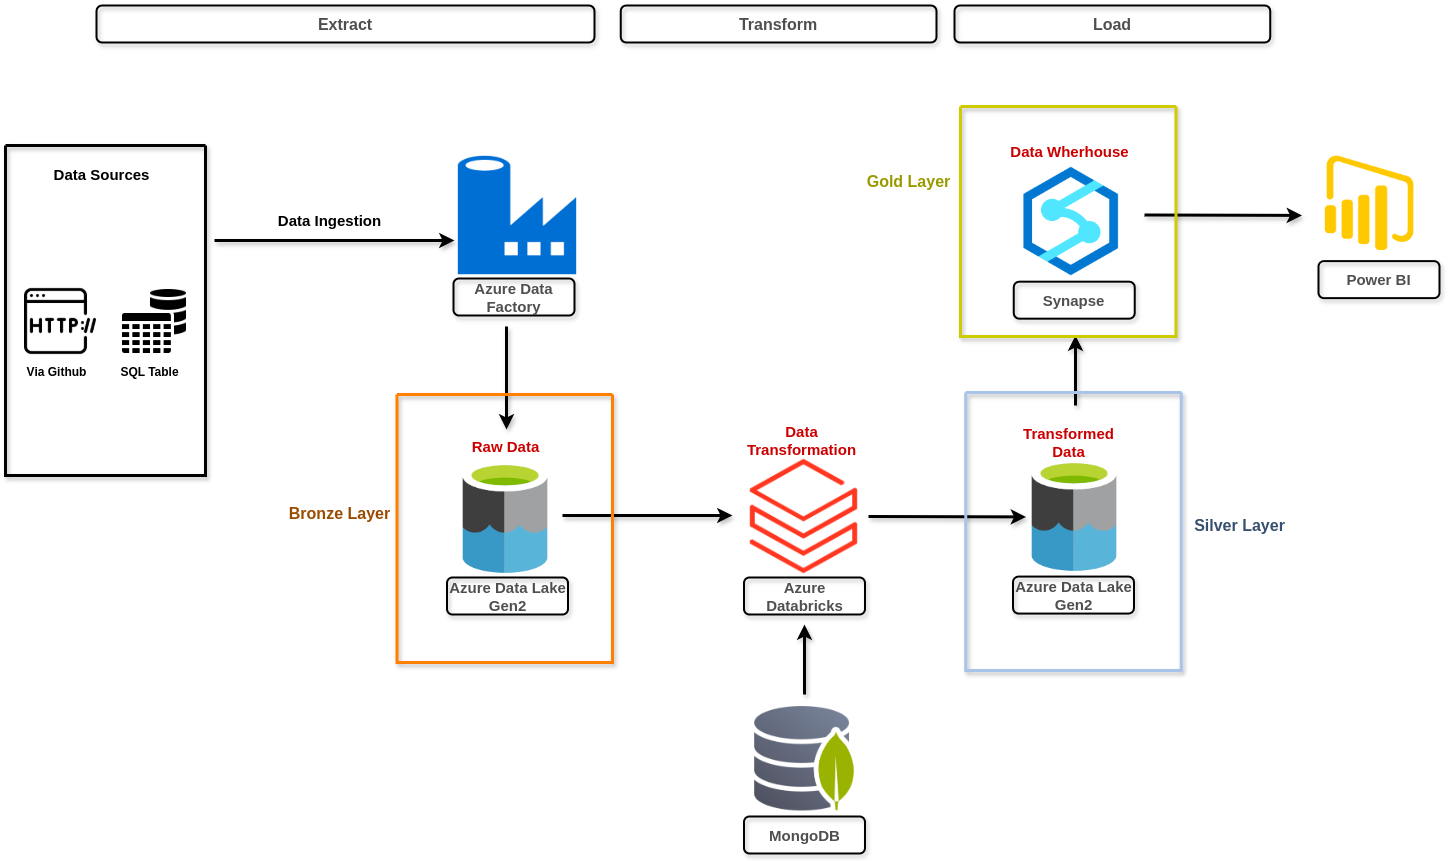 Extract
Transform
Load
Data Sources
HTTP://
Via Github
SQL Table
Data Ingestion
Azure Data
Factory
Bronze Layer
Raw Data
Azure Data Lake
Gen2
Data
Transformation
Azure
Databricks
MongoDB
Transformed
Data
Azure Data Lake
Gen2
Silver Layer
Gold Layer
Data Wherhouse
Synapse
Power BI